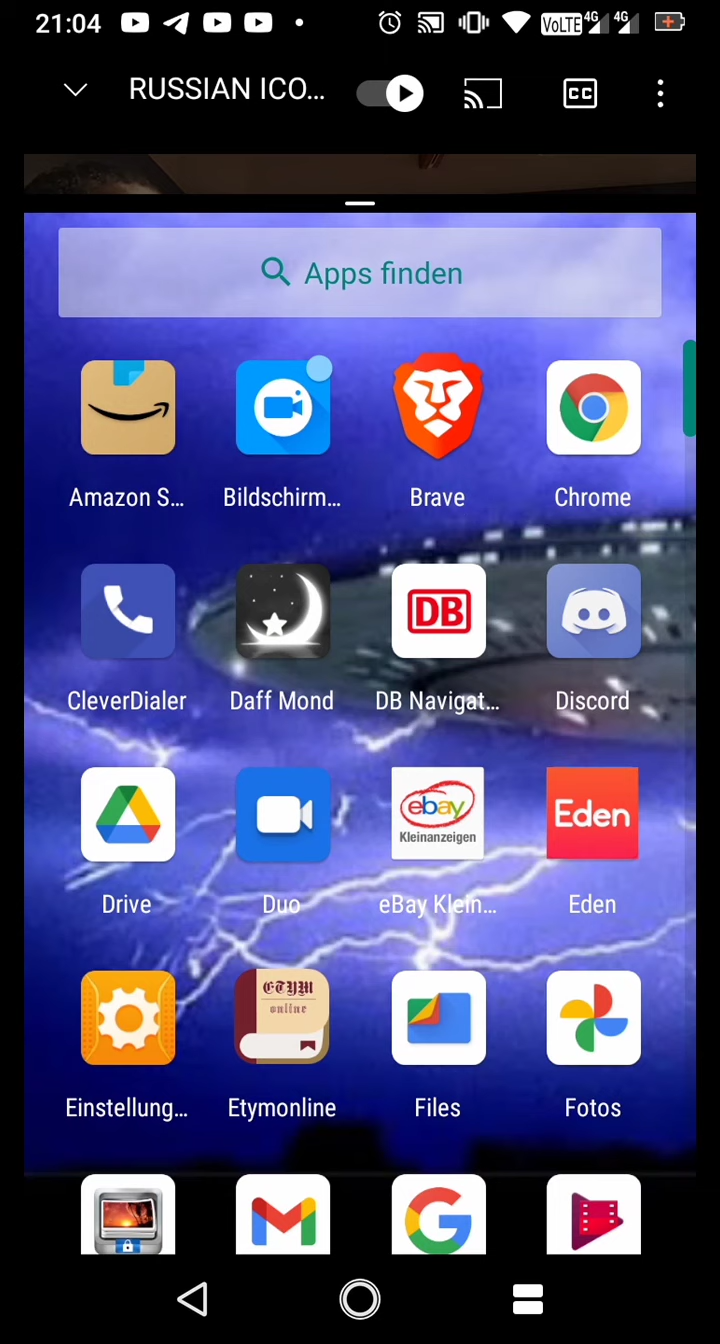 21:04
VoLTE 4G 4G
RUSSIAN ICO...
CC
Apps finden
Amazon S...
Bildschirm...
Brave
Chrome
DB
CleverDialer
Daff Mond
DB Navigat...
Discord
ebay
Kleinanzeigen
Eden
Drive
Duo
eBay Klein...
Eden
ETYM
online
Einstellung...
Etymonline
Files
Fotos